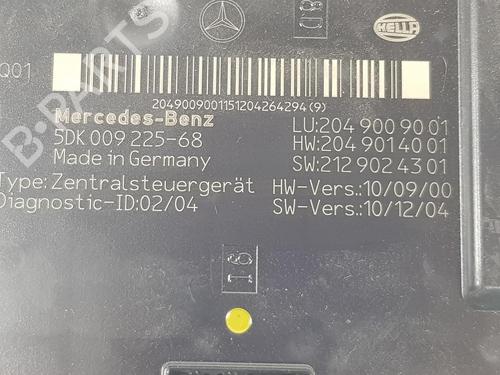 HELLA
Q01
2049009001151204264294(9)
Mercedes-Benz
5DK 009 225-68
Made in Germany
Type: Zentralsteuergerät
Diagnostic-ID:02/04
LU:204 900 90 01
HW:204 901 40 01
SW:212 902 43 01
HW-Vers.:10/09/00
SW-Vers.:10/12/04
B-PARTS